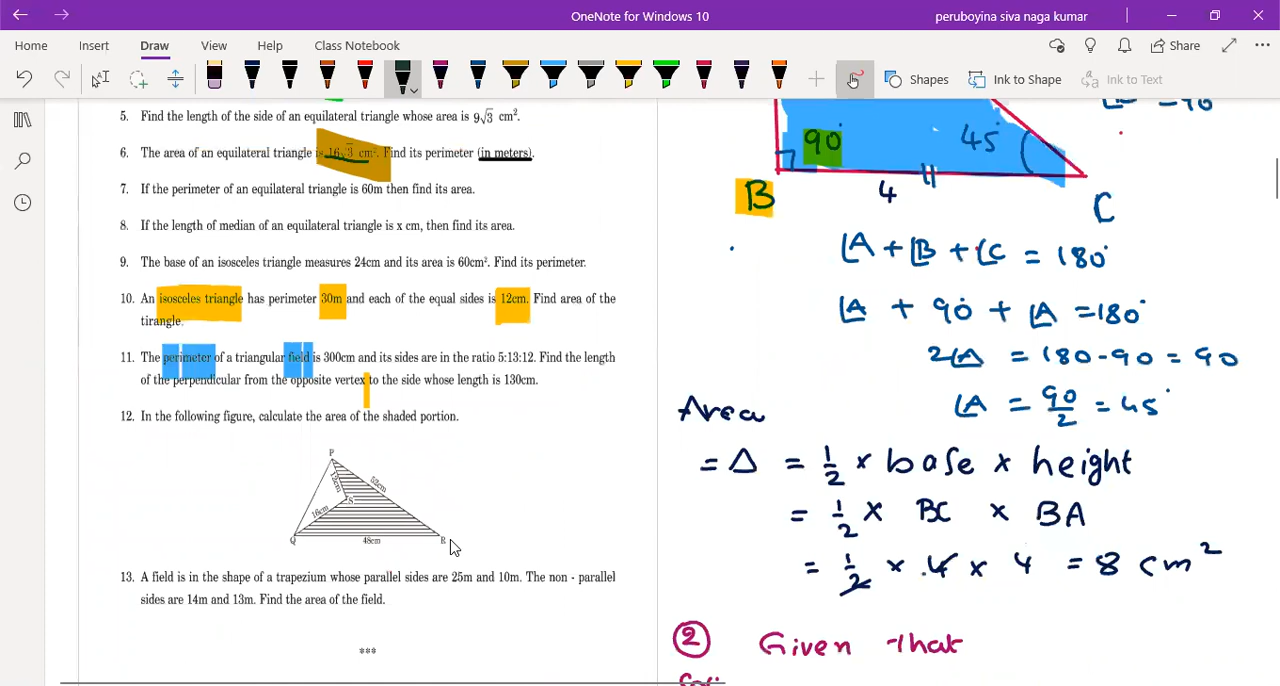 OneNote for Windows 10
peruboyina siva naga kumar
Home Insert Draw View Help Class Notebook
Share
Shapes
Ink to Shape
Ink to Text
5. Find the length of the side of an equilateral triangle whose area is 9√3 cm².
6. The area of an equilateral triangle is 16√3 cm². Find its perimeter (in meters).
7. If the perimeter of an equilateral triangle is 60m then find its area.
8. If the length of median of an equilateral triangle is x cm, then find its area.
9. The base of an isosceles triangle measures 24cm and its area is 60cm². Find its perimeter.
10. An isosceles triangle has perimeter 30m and each of the equal sides is 12cm. Find area of the
tirangle.
11. The perimeter of a triangular field is 300cm and its sides are in the ratio 5:13:12. Find the length
of the perpendicular from the opposite vertex to the side whose length is 130cm.
12. In the following figure, calculate the area of the shaded portion.
P
12cm
52cm
S
16cm
Q
48cm
R
13. A field is in the shape of a trapezium whose parallel sides are 25m and 10m. The non - parallel
sides are 14m and 13m. Find the area of the field.
***
90°
45°
B
4
C
∠A + ∠B + ∠C = 180°
∠A + 90° + ∠A = 180°
2∠A = 180-90 = 90
∠A = 90/2 = 45°
Area
= Δ = 1/2 × base × height
= 1/2 × BC × BA
= 1/2 × 4 × 4 = 8 cm²
② Given that